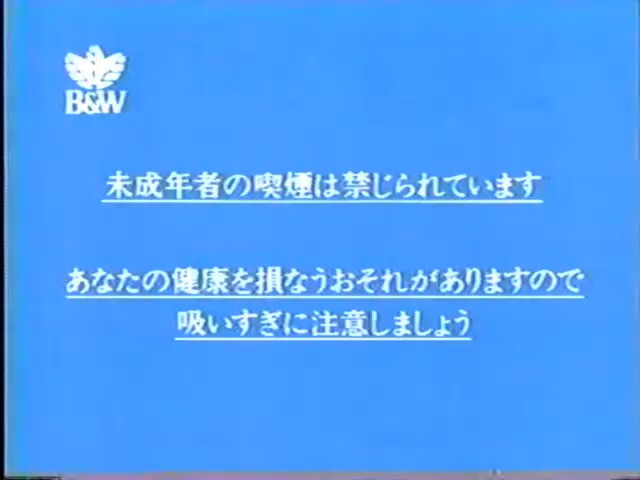 B&W
未成年者の喫煙は禁じられています
あなたの健康を損なうおそれがありますので
吸いすぎに注意しましょう